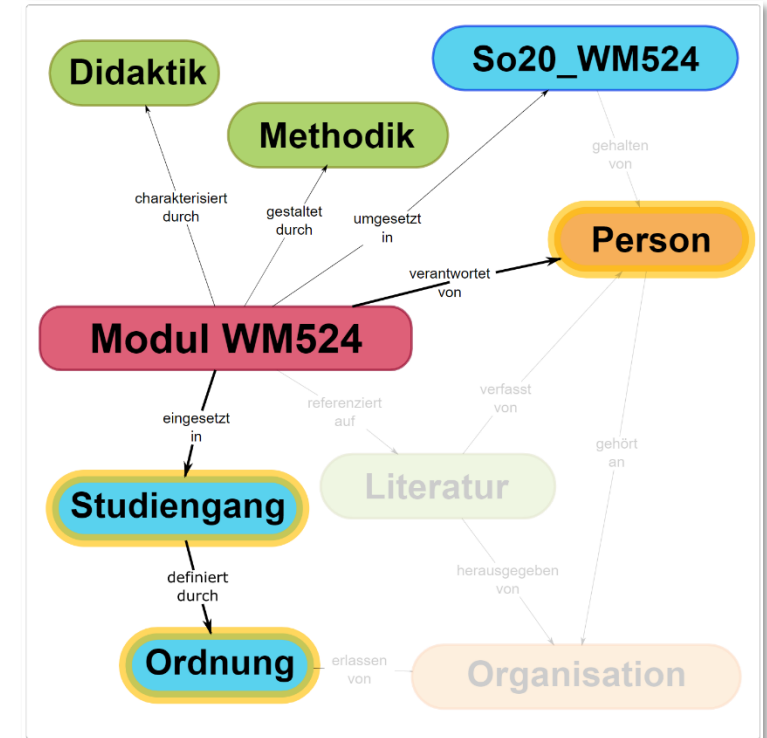 Didaktik
So20_WM524
Methodik
gehalten
von
charakterisiert
durch
gestaltet
durch
umgesetzt
in
Person
verantwortet
von
Modul WM524
eingesetzt
in
referenziert
auf
verfasst
von
gehört
an
Studiengang
Literatur
definiert
durch
herausgegeben
von
Ordnung
erlassen
von
Organisation